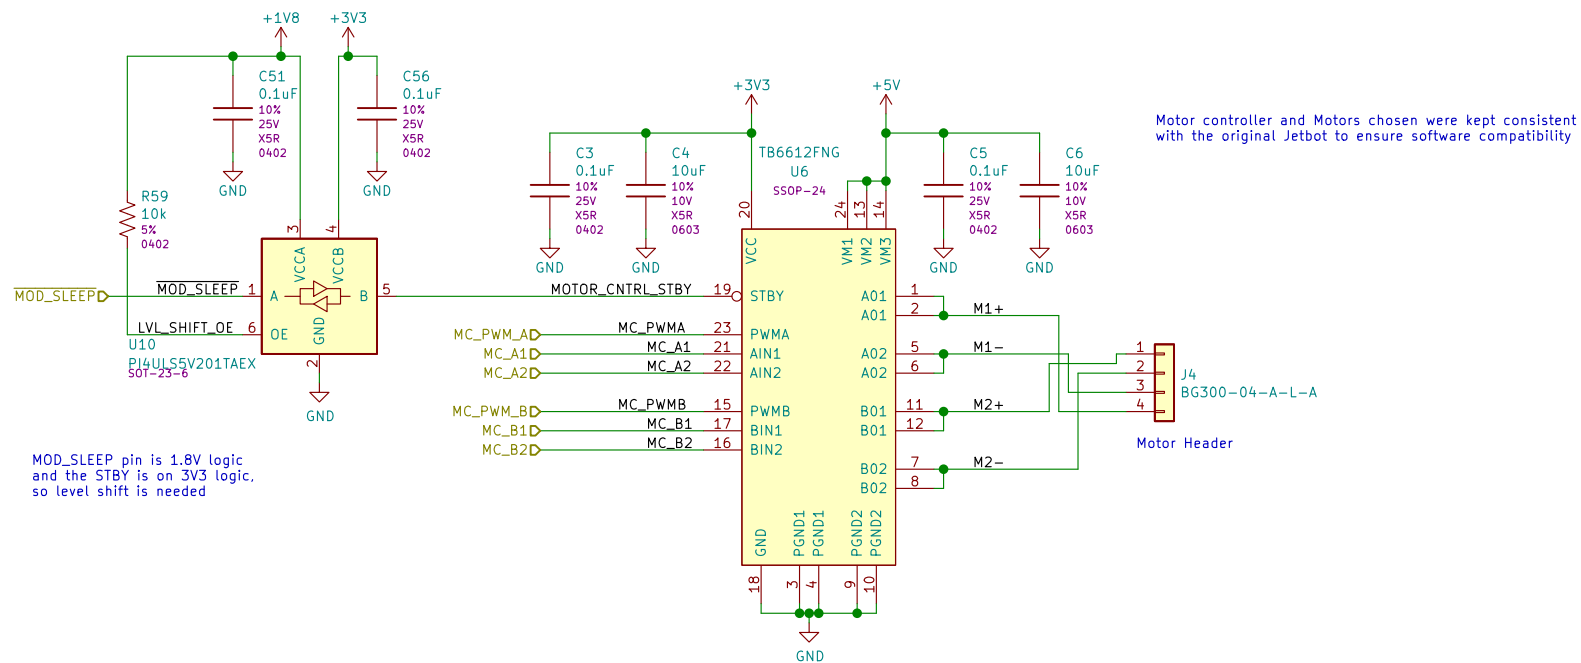 +1V8
+3V3
C51
0.1uF
10%
25V
X5R
0402
GND
C56
0.1uF
10%
25V
X5R
0402
GND
R59
10k
5%
0402
MOD_SLEEP
MOD_SLEEP
LVL_SHIFT_OE
1
6
3
4
5
2
VCCA
VCCB
A
B
OE
GND
U10
PI4ULS5V201TAEX
SOT-23-6
GND
MOD_SLEEP pin is 1.8V logic
and the STBY is on 3V3 logic,
so level shift is needed
+3V3
+5V
C3
0.1uF
10%
25V
X5R
0402
GND
C4
10uF
10%
10V
X5R
0603
GND
TB6612FNG
U6
SSOP-24
C5
0.1uF
10%
25V
X5R
0402
GND
C6
10uF
10%
10V
X5R
0603
GND
20
24
13
14
VCC
VM1
VM2
VM3
MOTOR_CNTRL_STBY
19
STBY
MC_PWM_A
MC_PWMA
23
PWMA
MC_A1
MC_A1
21
AIN1
MC_A2
MC_A2
22
AIN2
MC_PWM_B
MC_PWMB
15
PWMB
MC_B1
MC_B1
17
BIN1
MC_B2
MC_B2
16
BIN2
A01
1
A01
2
M1+
A02
5
M1-
A02
6
B01
11
M2+
B01
12
B02
7
M2-
B02
8
GND
PGND1
PGND1
PGND2
PGND2
18
3
4
9
10
GND
1
2
3
4
J4
BG300-04-A-L-A
Motor Header
Motor controller and Motors chosen were kept consistent
with the original Jetbot to ensure software compatibility